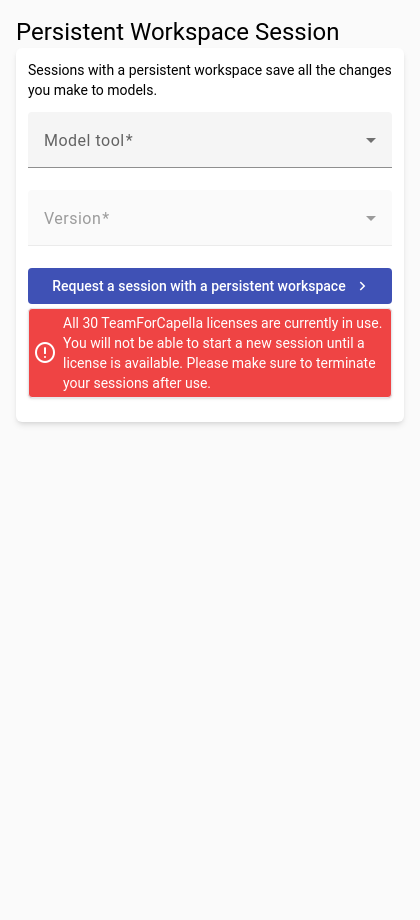 Persistent Workspace Session
Sessions with a persistent workspace save all the changes
you make to models.
Model tool*
Version*
Request a session with a persistent workspace
All 30 TeamForCapella licenses are currently in use.
You will not be able to start a new session until a
license is available. Please make sure to terminate
your sessions after use.